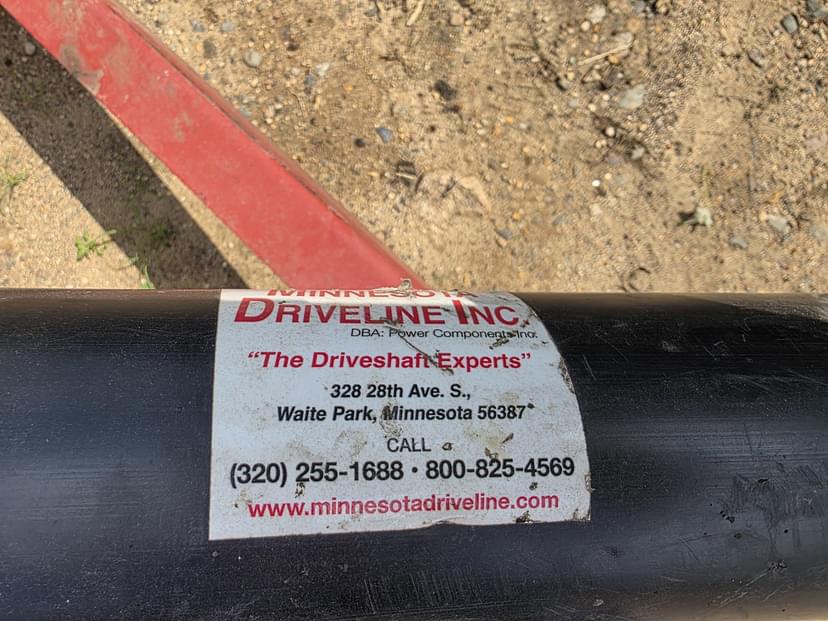 MINNESOTA
DRIVELINE INC.
DBA: Power Components Inc.
"The Driveshaft Experts"
328 28th Ave. S.,
Waite Park, Minnesota 56387
CALL
(320) 255-1688 • 800-825-4569
www.minnesotadriveline.com